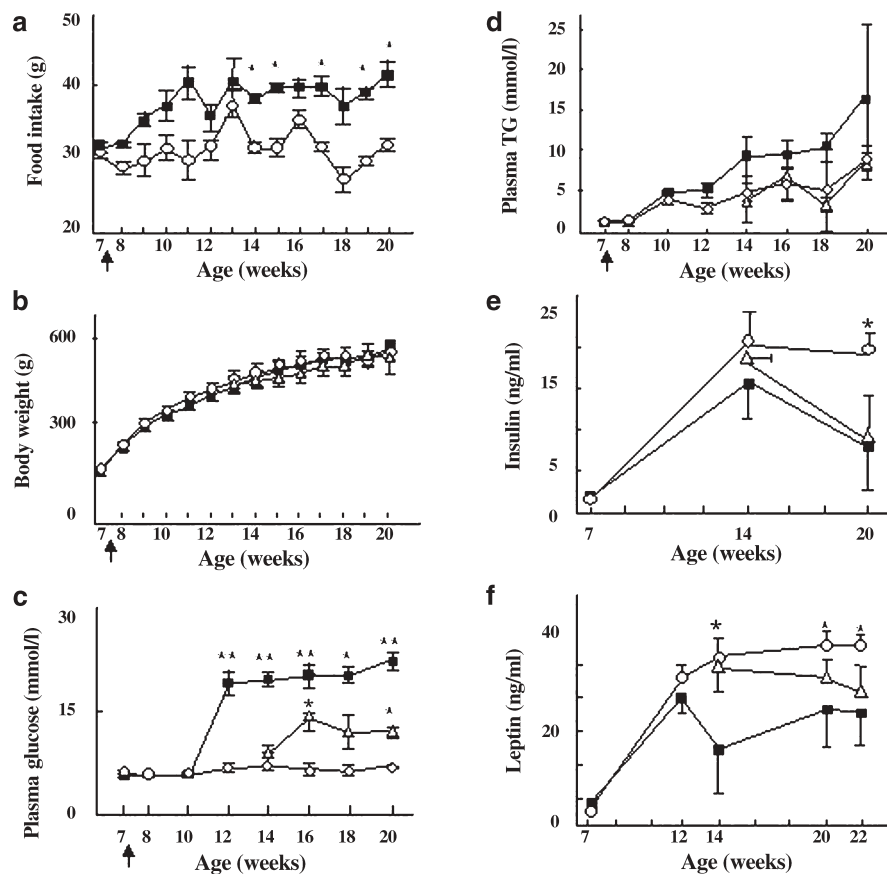 a
Food intake (g)
50
40
30
20
7 8 10 12 14 16 18 20
Age (weeks)
b
Body weight (g)
600
300
0
7 8 10 12 14 16 18 20
Age (weeks)
c
Plasma glucose (mmol/l)
30
15
0
** ** ** * **
* *
7 8 10 12 14 16 18 20
Age (weeks)
d
Plasma TG (mmol/l)
25
20
15
10
5
0
7 8 10 12 14 16 18 20
Age (weeks)
e
Insulin (ng/ml)
25
15
5
0
*
7 14 20
Age (weeks)
f
Leptin (ng/ml)
40
20
0
* * *
7 12 14 20 22
Age (weeks)